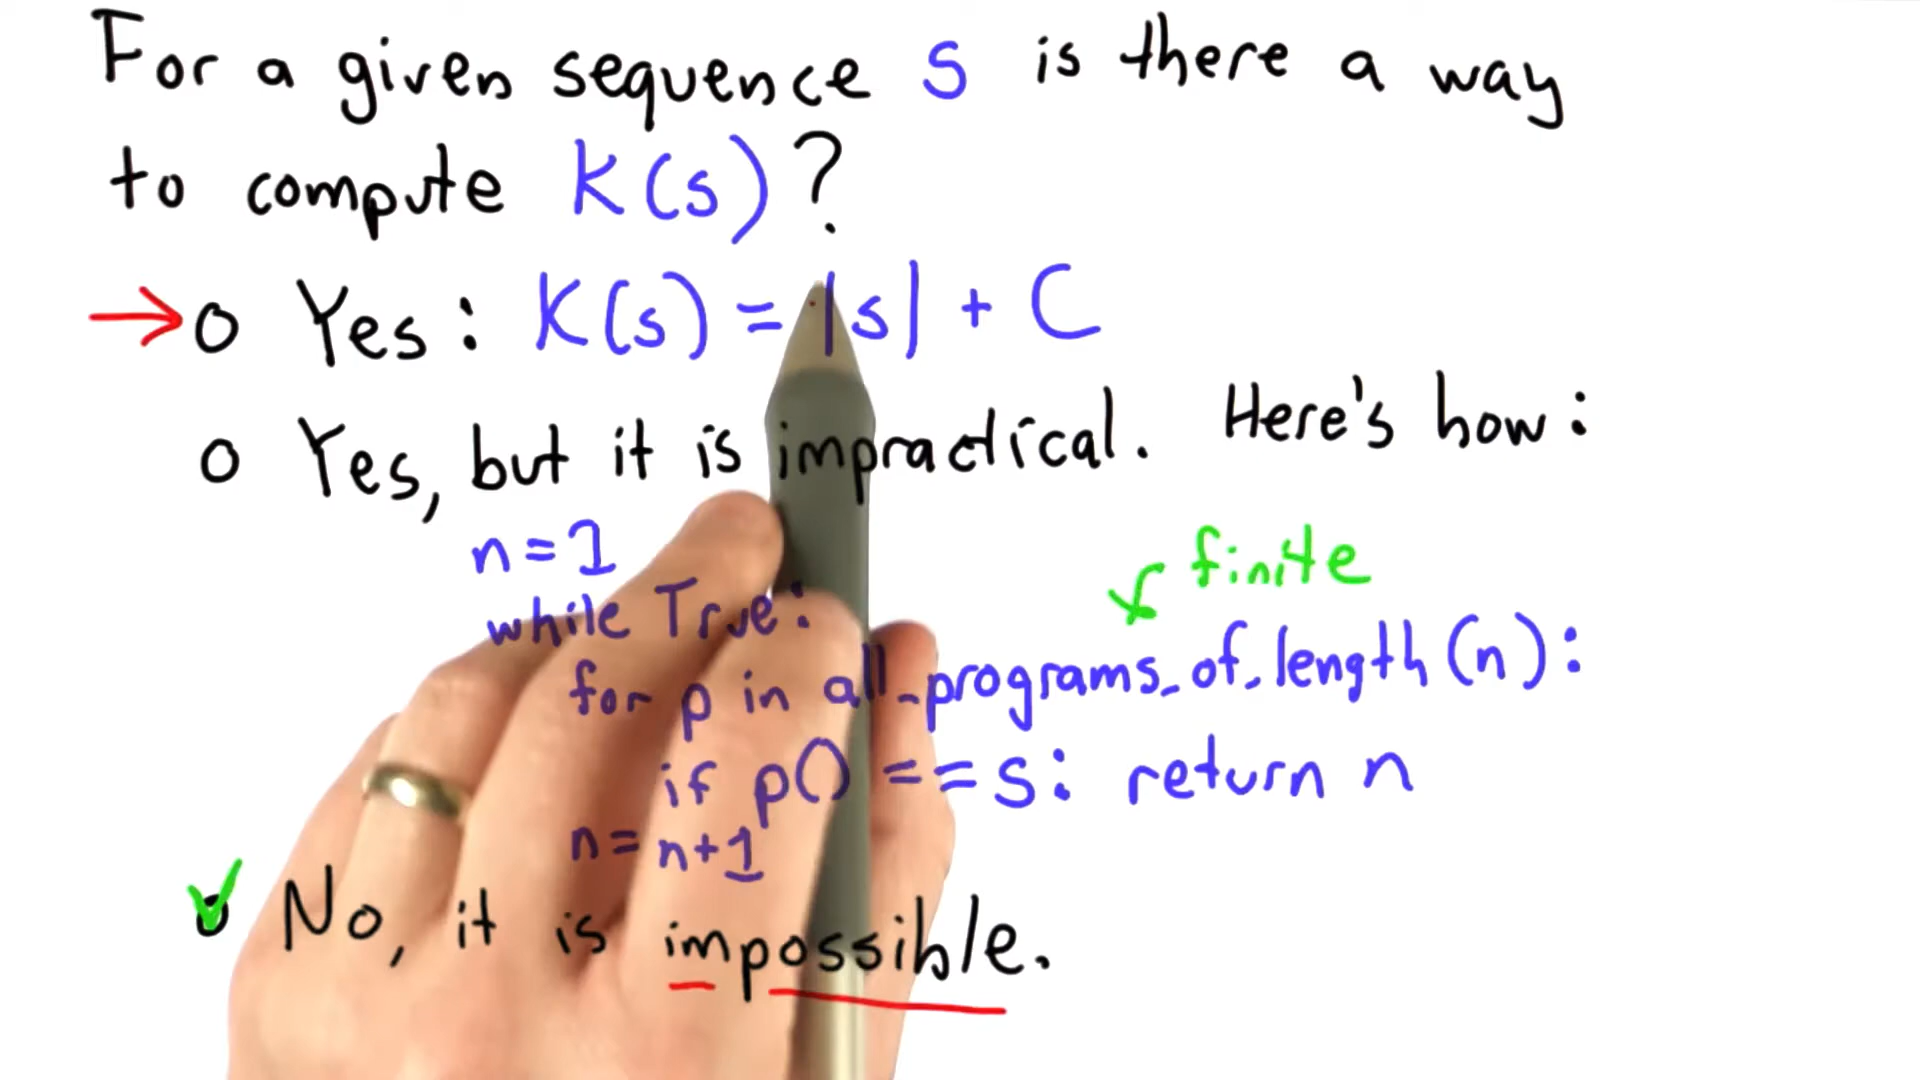 For a given sequence s is there a way
to compute K(s)?
→ o Yes: K(s) = |s| + C
o Yes, but it is impractical. Here's how:
n = 1
finite
while True:
for p in all_programs_of_length(n):
if p() == s: return n
n = n+1
No, it is impossible.